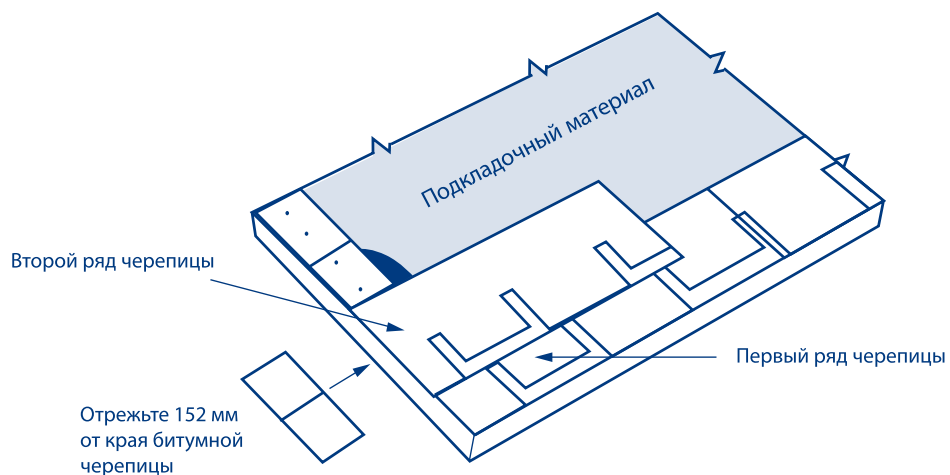 Подкладочный материал
Второй ряд черепицы
Первый ряд черепицы
Отрежьте 152 мм
от края битумной
черепицы